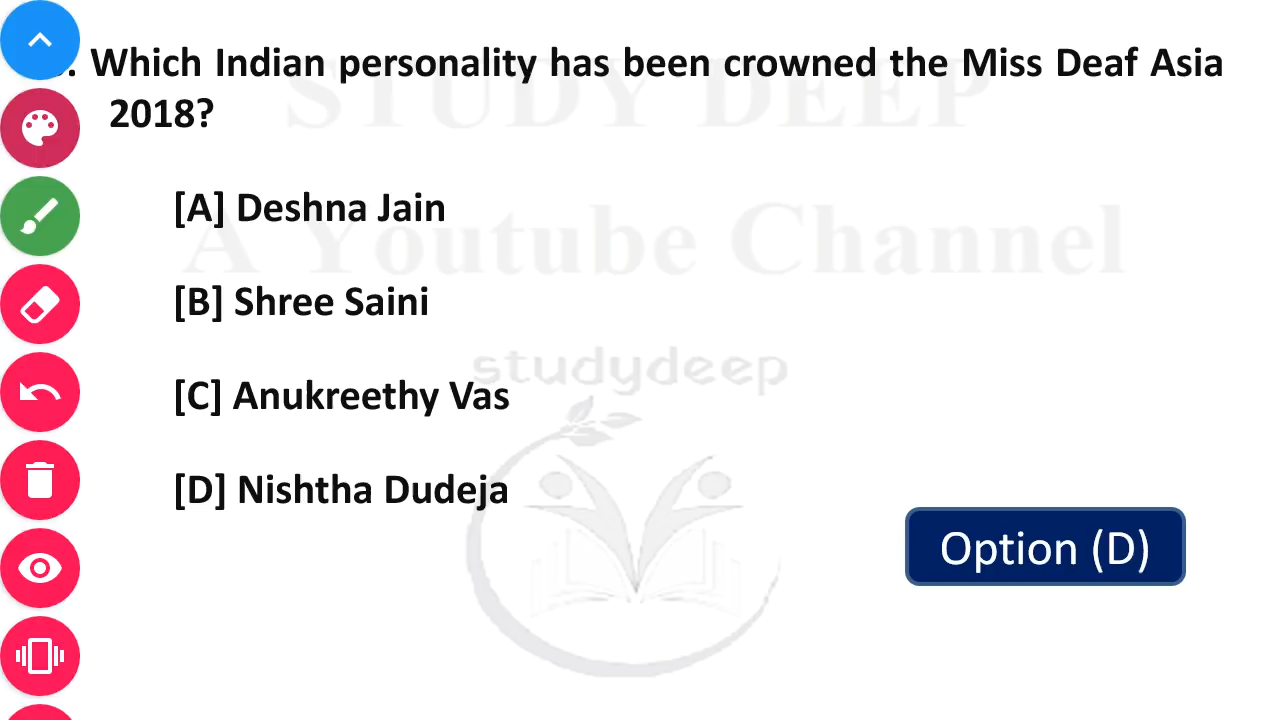 . Which Indian personality has been crowned the Miss Deaf Asia
2018?
[A] Deshna Jain
[B] Shree Saini
[C] Anukreethy Vas
[D] Nishtha Dudeja
Option (D)
STUDY DEEP
A Youtube Channel
studydeep